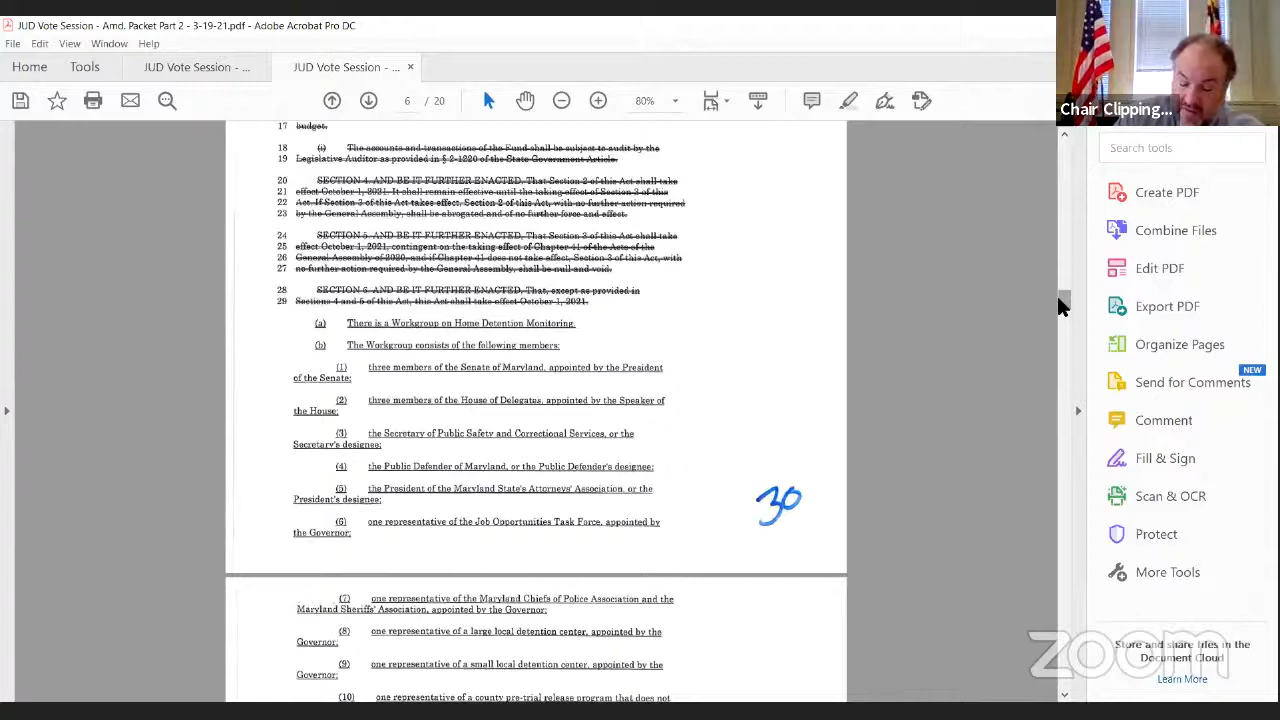 JUD Vote Session - Amd. Packet Part 2 - 3-19-21.pdf - Adobe Acrobat Pro DC
File Edit View Window Help
Home Tools JUD Vote Session - ... JUD Vote Session - ... ×
6 / 20 80%
Chair Clipping...
Search tools
Create PDF
Combine Files
Edit PDF
Export PDF
Organize Pages
NEW
Send for Comments
Comment
Fill & Sign
Scan & OCR
Protect
More Tools
Store and share files in the
Document Cloud
Learn More
17 budget.
18 (i) The accounts and transactions of the Fund shall be subject to audit by the
19 Legislative Auditor as provided in § 2-1220 of the State Government Article.
20 SECTION 4. AND BE IT FURTHER ENACTED, That Section 2 of this Act shall take
21 effect October 1, 2021. It shall remain effective until the taking effect of Section 3 of this
22 Act. If Section 3 of this Act takes effect, Section 2 of this Act, with no further action required
23 by the General Assembly, shall be abrogated and of no further force and effect.
24 SECTION 5. AND BE IT FURTHER ENACTED, That Section 3 of this Act shall take
25 effect October 1, 2021, contingent on the taking effect of Chapter 41 of the Acts of the
26 General Assembly of 2020, and if Chapter 41 does not take effect, Section 3 of this Act, with
27 no further action required by the General Assembly, shall be null and void.
28 SECTION 6. AND BE IT FURTHER ENACTED, That, except as provided in
29 Sections 4 and 5 of this Act, this Act shall take effect October 1, 2021.
(a) There is a Workgroup on Home Detention Monitoring.
(b) The Workgroup consists of the following members:
(1) three members of the Senate of Maryland, appointed by the President
of the Senate;
(2) three members of the House of Delegates, appointed by the Speaker of
the House;
(3) the Secretary of Public Safety and Correctional Services, or the
Secretary's designee;
(4) the Public Defender of Maryland, or the Public Defender's designee;
(5) the President of the Maryland State's Attorneys' Association, or the
President's designee;
(6) one representative of the Job Opportunities Task Force, appointed by
the Governor;
30
(7) one representative of the Maryland Chiefs of Police Association and the
Maryland Sheriffs' Association, appointed by the Governor;
(8) one representative of a large local detention center, appointed by the
Governor;
(9) one representative of a small local detention center, appointed by the
Governor;
(10) one representative of a county pre-trial release program that does not
zoom